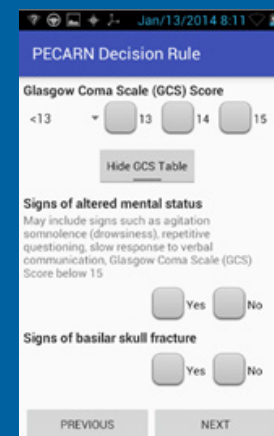 Jan/13/2014 8:11
PECARN Decision Rule
Glasgow Coma Scale (GCS) Score
<13 13 14 15
Hide GCS Table
Signs of altered mental status
May include signs such as agitation
somnolence (drowsiness), repetitive
questioning, slow response to verbal
communication, Glasgow Coma Scale (GCS)
Score below 15
Yes No
Signs of basilar skull fracture
Yes No
PREVIOUS NEXT